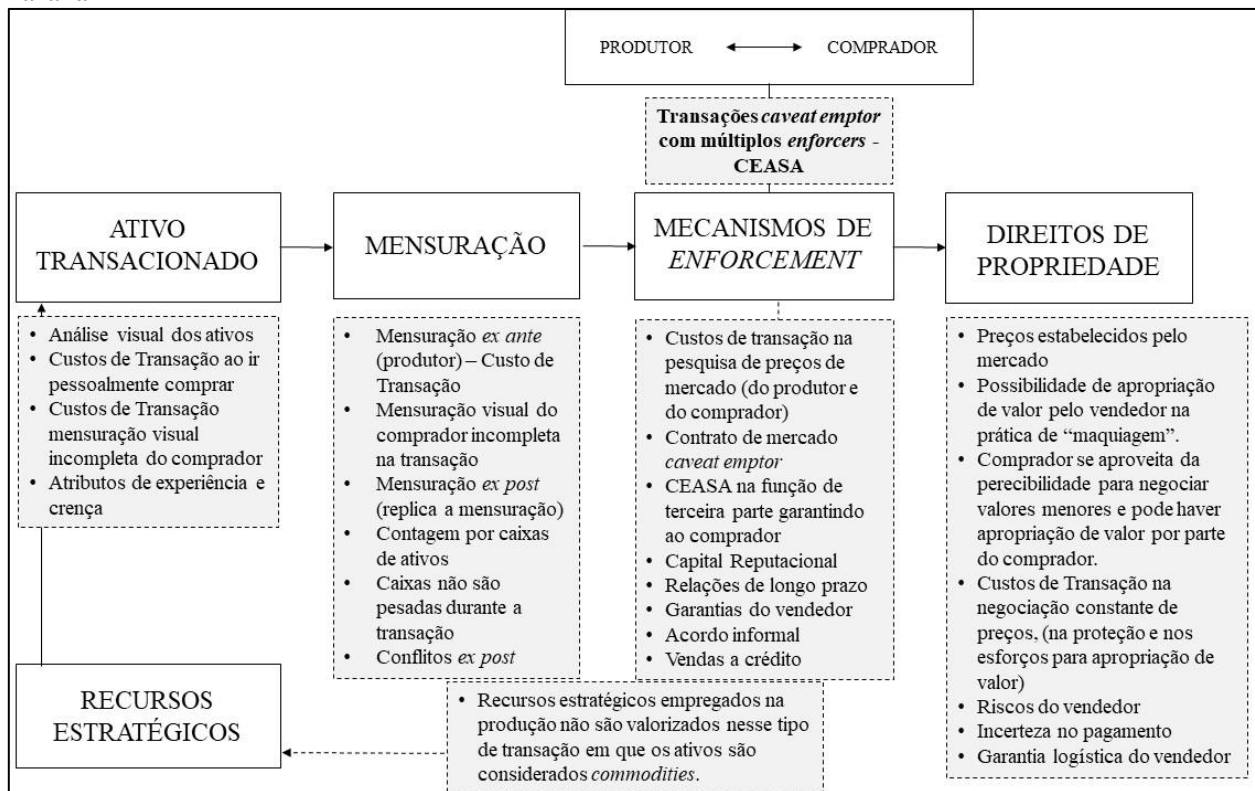 PRODUTOR COMPRADOR
Transações caveat emptor
com múltiplos enforcers -
CEASA
ATIVO
TRANSACIONADO
MENSURAÇÃO
MECANISMOS DE
ENFORCEMENT
DIREITOS DE
PROPRIEDADE
• Análise visual dos ativos
• Custos de Transação ao ir
pessoalmente comprar
• Custos de Transação
mensuração visual
incompleta do comprador
• Atributos de experiência e
crença
• Mensuração ex ante
(produtor) – Custo de
Transação
• Mensuração visual do
comprador incompleta
na transação
• Mensuração ex post
(replica a mensuração)
• Contagem por caixas
de ativos
• Caixas não são
pesadas durante a
transação
• Conflitos ex post
• Custos de transação na
pesquisa de preços de
mercado (do produtor e
do comprador)
• Contrato de mercado
caveat emptor
• CEASA na função de
terceira parte garantindo
ao comprador
• Capital Reputacional
• Relações de longo prazo
• Garantias do vendedor
• Acordo informal
• Vendas a crédito
• Preços estabelecidos pelo
mercado
• Possibilidade de apropriação
de valor pelo vendedor na
prática de “maquiagem”.
• Comprador se aproveita da
perecibilidade para negociar
valores menores e pode haver
apropriação de valor por parte
do comprador.
• Custos de Transação na
negociação constante de
preços, (na proteção e nos
esforços para apropriação de
valor)
• Riscos do vendedor
• Incerteza no pagamento
• Garantia logística do vendedor
RECURSOS
ESTRATÉGICOS
• Recursos estratégicos empregados na
produção não são valorizados nesse tipo
de transação em que os ativos são
considerados commodities.